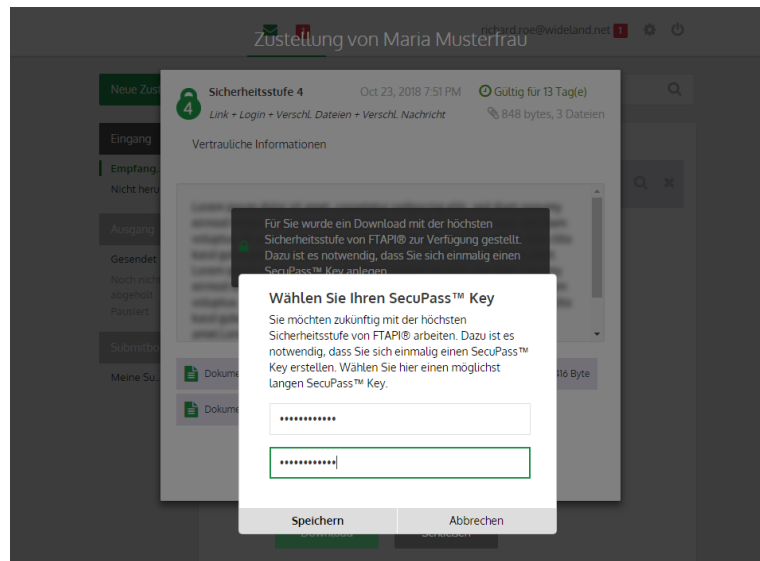 Zustellung von Maria Musterfrau
richard.roe@wideland.net 1
Neue Zust
Sicherheitsstufe 4
Oct 23, 2018 7:51 PM
Gültig für 13 Tag(e)
4
Link + Login + Verschl. Dateien + Verschl. Nachricht
848 bytes, 3 Dateien
Eingang
Vertrauliche Informationen
Empfang..
Nicht heru
Ausgang
Gesendet
Noch nicht
abgeholt
Pausiert
Submitbo
Meine Su..
Für Sie wurde ein Download mit der höchsten
Sicherheitsstufe von FTAPI® zur Verfügung gestellt.
Dazu ist es notwendig, dass Sie sich einmalig einen
SecuPass™ Key anlegen
Wählen Sie Ihren SecuPass™ Key
Sie möchten zukünftig mit der höchsten
Sicherheitsstufe von FTAPI® arbeiten. Dazu ist es
notwendig, dass Sie sich einmalig einen SecuPass™
Key erstellen. Wählen Sie hier einen möglichst
langen SecuPass™ Key.
Dokume
416 Byte
Dokume
••••••••••••
••••••••••••
Speichern
Abbrechen
Download
Schließen